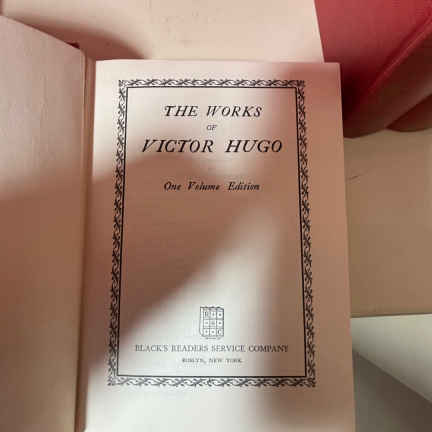 THE WORKS
OF
VICTOR HUGO
One Volume Edition
BLACK'S READERS SERVICE COMPANY
ROSLYN, NEW YORK